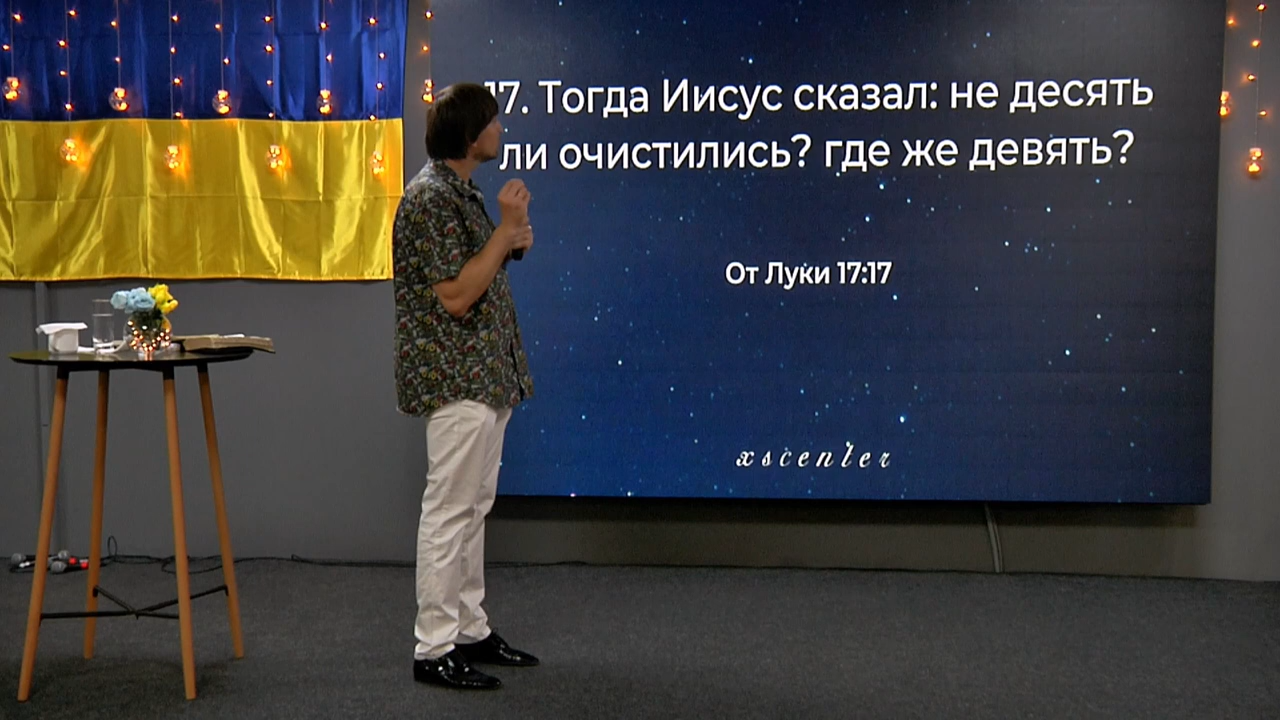 17. Тогда Иисус сказал: не десять
ли очистились? где же девять?
От Луки 17:17
xscenter